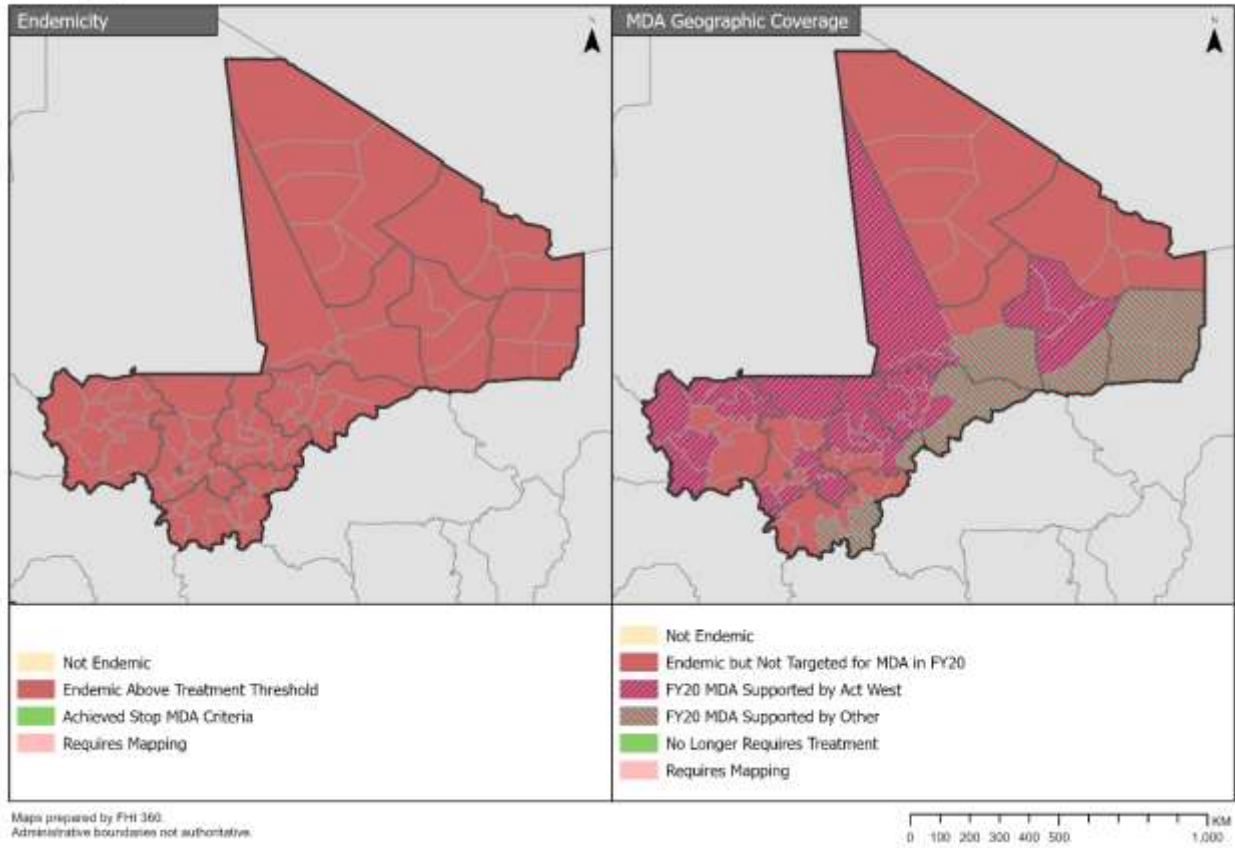 Endemicity
N
MDA Geographic Coverage
N
Not Endemic
Endemic Above Treatment Threshold
Achieved Stop MDA Criteria
Requires Mapping
Not Endemic
Endemic but Not Targeted for MDA in FY20
FY20 MDA Supported by Act West
FY20 MDA Supported by Other
No Longer Requires Treatment
Requires Mapping
Maps prepared by FHI 360.
Administrative boundaries not authoritative.
KM
0 100 200 300 400 500 1,000